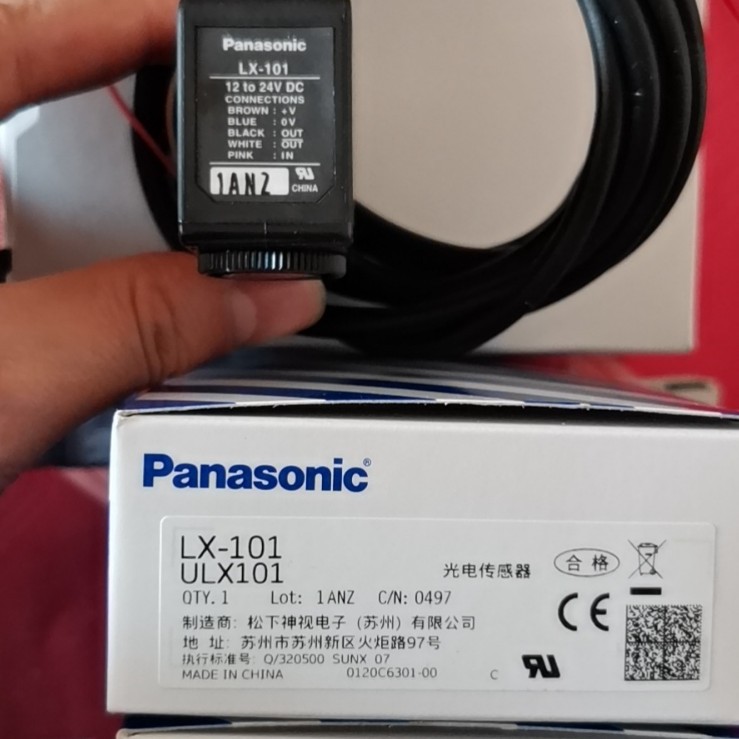 Panasonic
LX-101
12 to 24V DC
CONNECTIONS
BROWN : +V
BLUE : 0V
BLACK : OUT
WHITE : OUT
PINK : IN
1ANZ CHINA
Panasonic®
LX-101
ULX101
光电传感器 合格
QTY.1 Lot: 1ANZ C/N: 0497
制造商: 松下神视电子 (苏州) 有限公司
地 址: 苏州市苏州新区火炬路97号
执行标准号: Q/320500 SUNX 07
MADE IN CHINA 0120C6301-00 C